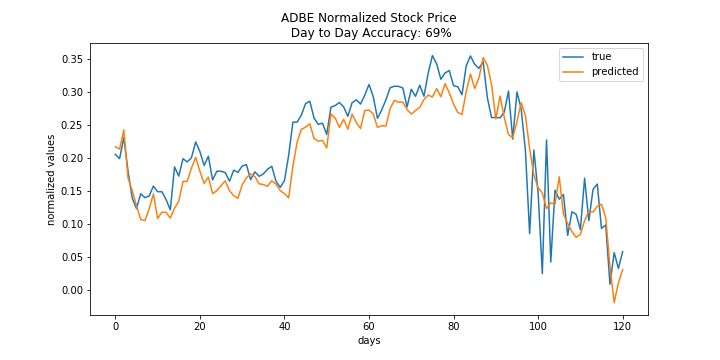 ADBE Normalized Stock Price
Day to Day Accuracy: 69%
true
predicted
normalized values
0.35
0.30
0.25
0.20
0.15
0.10
0.05
0.00
0
20
40
60
80
100
120
days